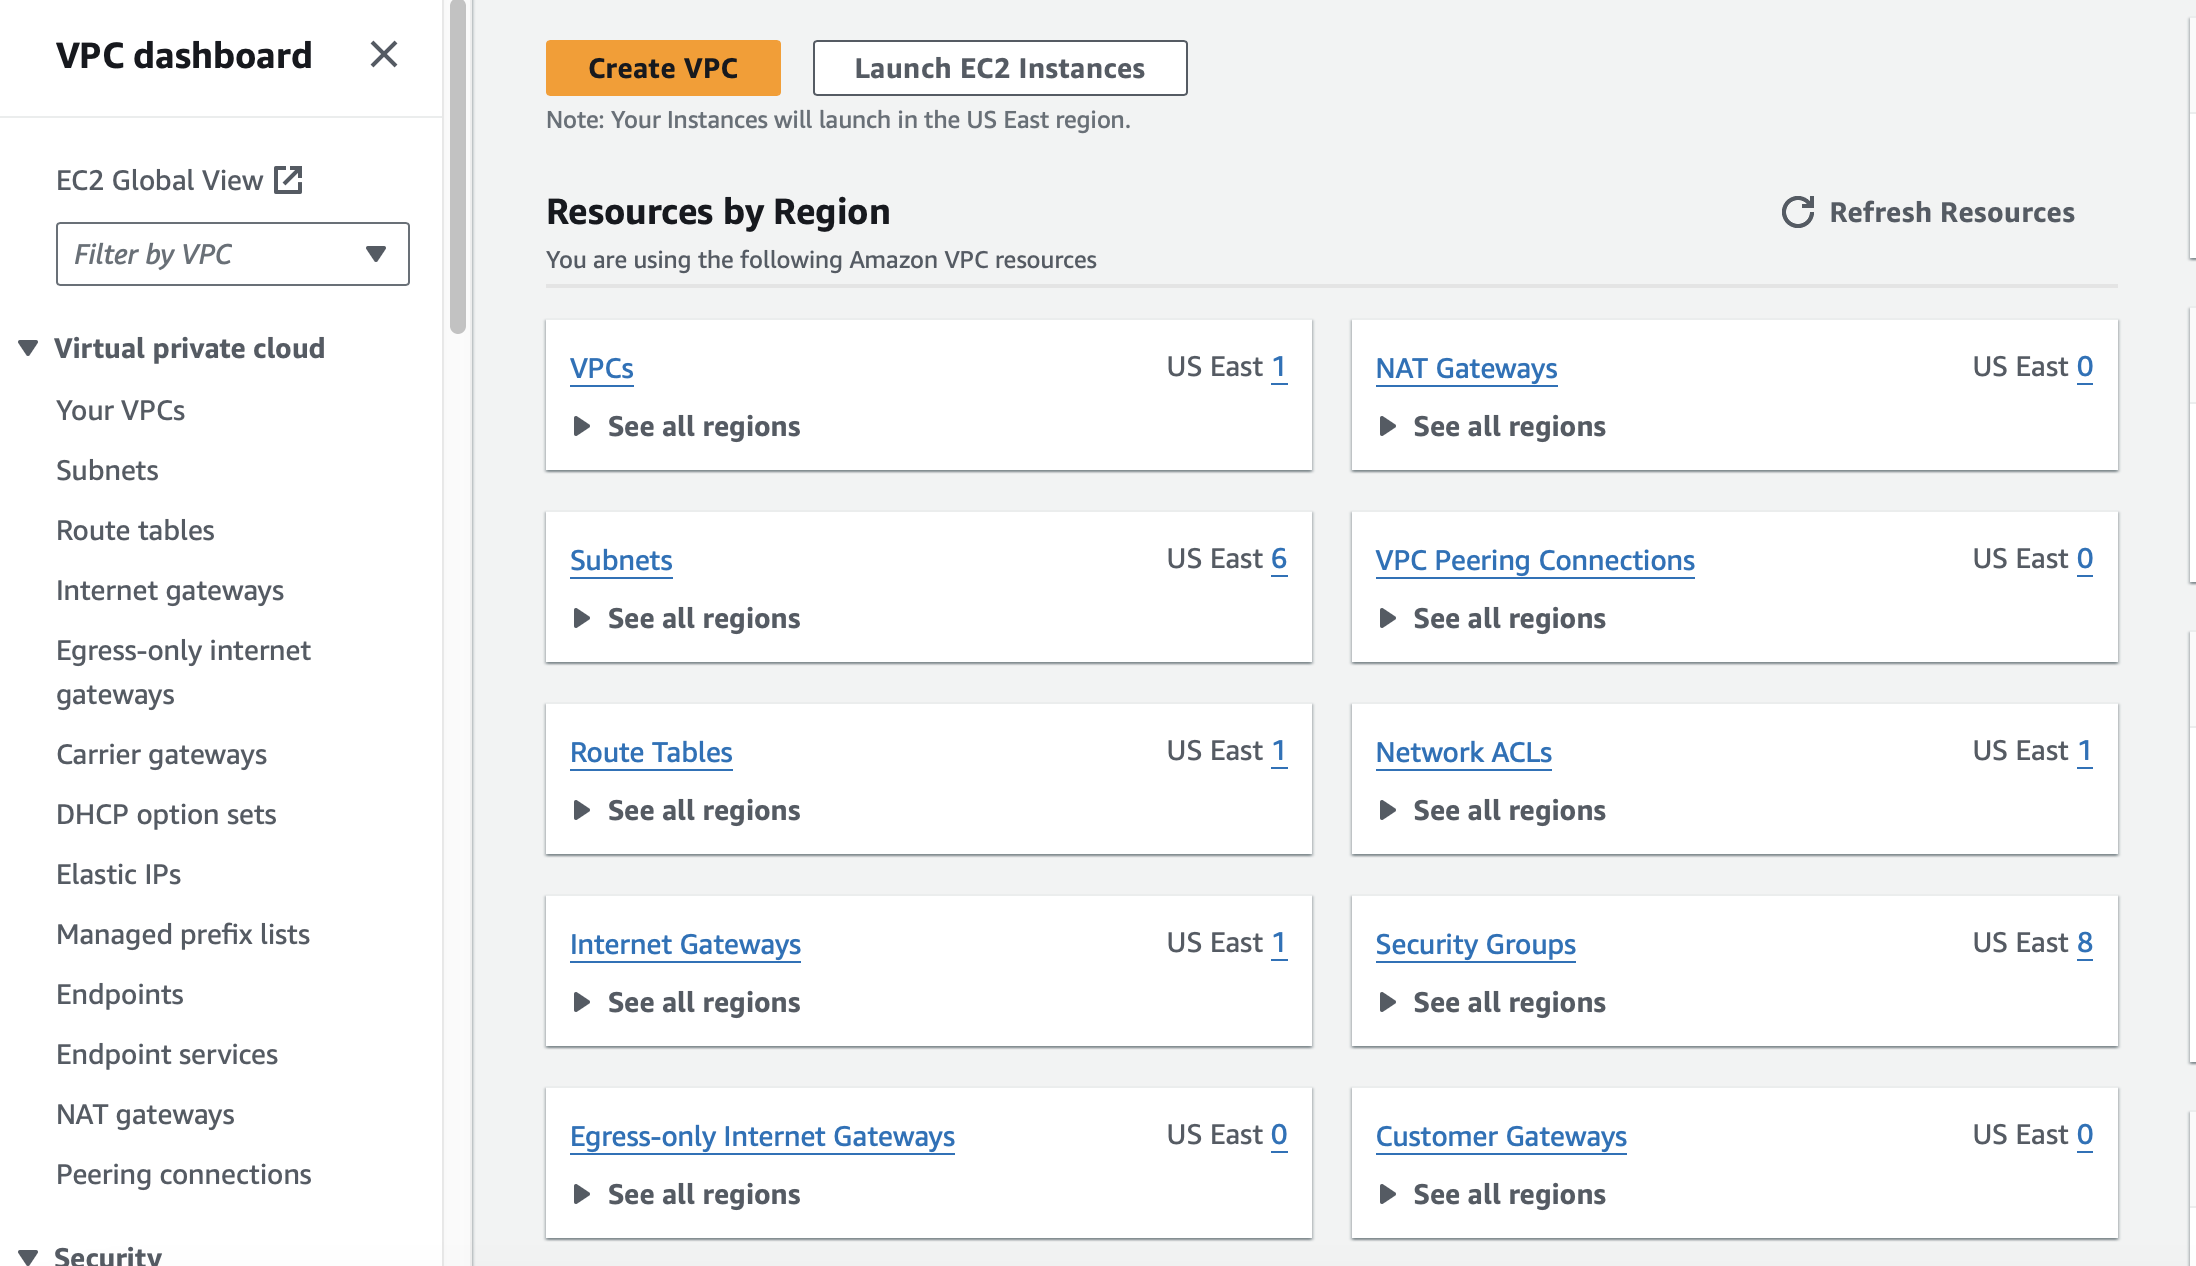 VPC dashboard
EC2 Global View
Filter by VPC
Virtual private cloud
Your VPCs
Subnets
Route tables
Internet gateways
Egress-only internet
gateways
Carrier gateways
DHCP option sets
Elastic IPs
Managed prefix lists
Endpoints
Endpoint services
NAT gateways
Peering connections
Security
Create VPC
Launch EC2 Instances
Note: Your Instances will launch in the US East region.
Resources by Region
Refresh Resources
You are using the following Amazon VPC resources
VPCs
US East 1
See all regions
NAT Gateways
US East 0
See all regions
Subnets
US East 6
See all regions
VPC Peering Connections
US East 0
See all regions
Route Tables
US East 1
See all regions
Network ACLs
US East 1
See all regions
Internet Gateways
US East 1
See all regions
Security Groups
US East 8
See all regions
Egress-only Internet Gateways
US East 0
See all regions
Customer Gateways
US East 0
See all regions